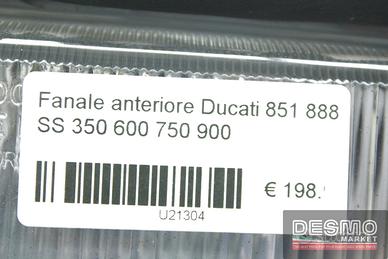 Fanale anteriore Ducati 851 888
SS 350 600 750 900
€ 198.
U21304
DESMO
MARKET